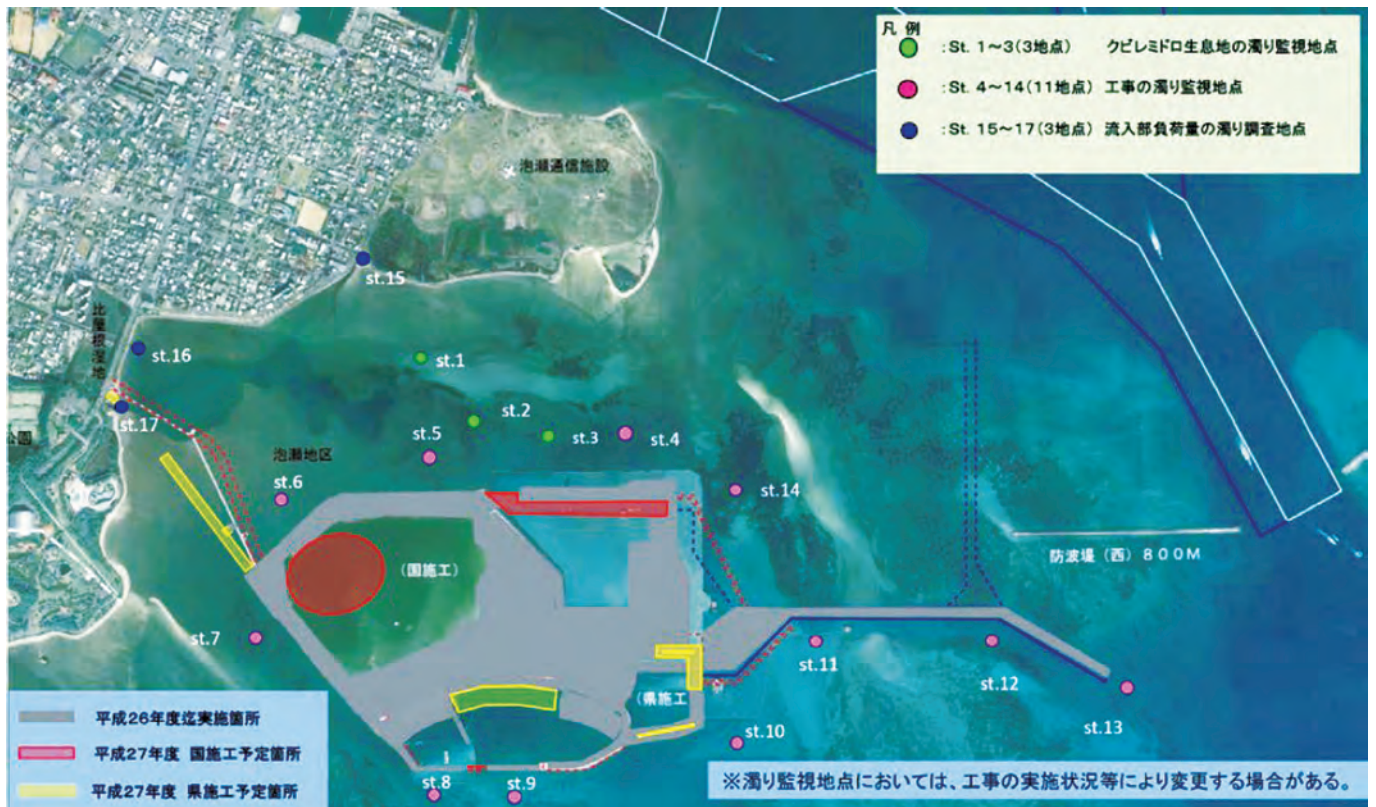 凡 例
:St. 1～3(3地点) クビレミドロ生息地の濁り監視地点
:St. 4～14(11地点) 工事の濁り監視地点
:St. 15～17(3地点) 流入部負荷量の濁り調査地点
泡瀬通信施設
st.15
比屋根湿地
st.16
st.1
st.17
st.2
st.3
st.4
公園
泡瀬地区
st.5
st.6
st.14
防波堤（西）８００Ｍ
（国施工）
st.7
st.11
st.12
（県施工
st.13
st.10
st.8
st.9
平成26年度迄実施箇所
平成27年度 国施工予定箇所
平成27年度 県施工予定箇所
※濁り監視地点においては、工事の実施状況等により変更する場合がある。